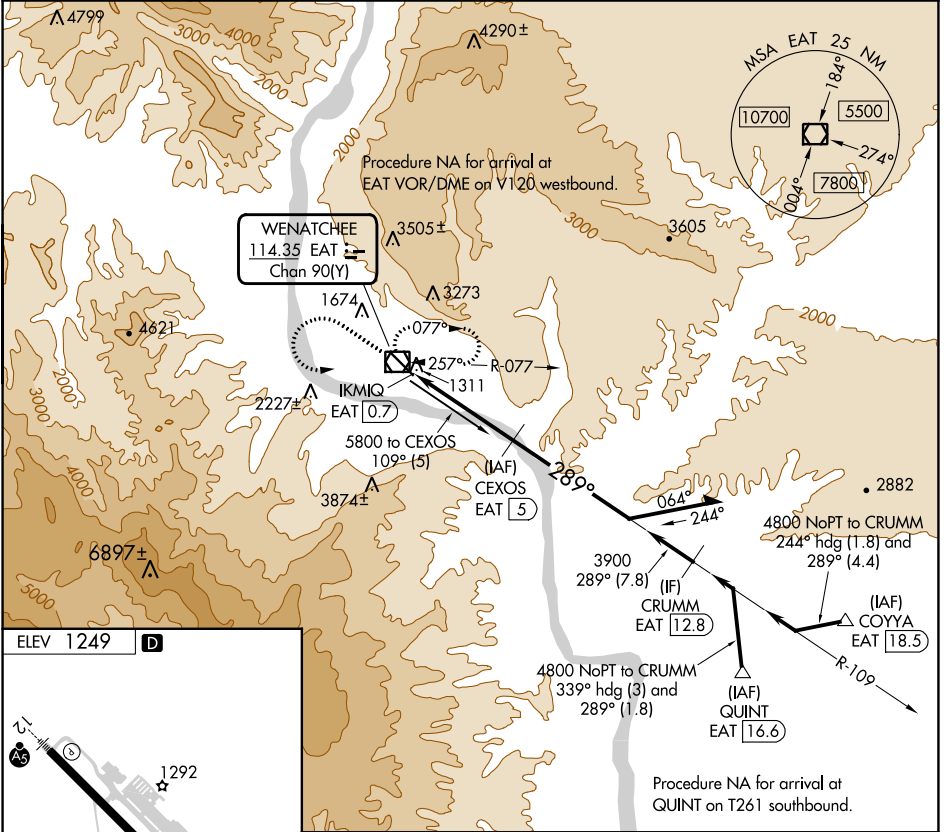 4799
3000
4000
2000
4290±
2000
MSA EAT 25 NM
184°
10700
5500
274°
004°
7800
Procedure NA for arrival at
EAT VOR/DME on V120 westbound.
3000
3605
WENATCHEE
114.35 EAT
Chan 90(Y)
3505±
3273
1674
077°
257°
R-077
1311
4621
2000
2000
3000
4000
5000
2227±
IKMIQ
EAT 0.7
5800 to CEXOS
109° (5)
(IAF)
CEXOS
EAT 5
289°
3874±
6897±
064°
244°
2882
4800 NoPT to CRUMM
244° hdg (1.8) and
289° (4.4)
3900
289° (7.8)
(IF)
CRUMM
EAT 12.8
(IAF)
COYYA
EAT 18.5
R-109
4800 NoPT to CRUMM
339° hdg (3) and
289° (1.8)
(IAF)
QUINT
EAT 16.6
Procedure NA for arrival at
QUINT on T261 southbound.
ELEV 1249 D
12
A5
P
1292